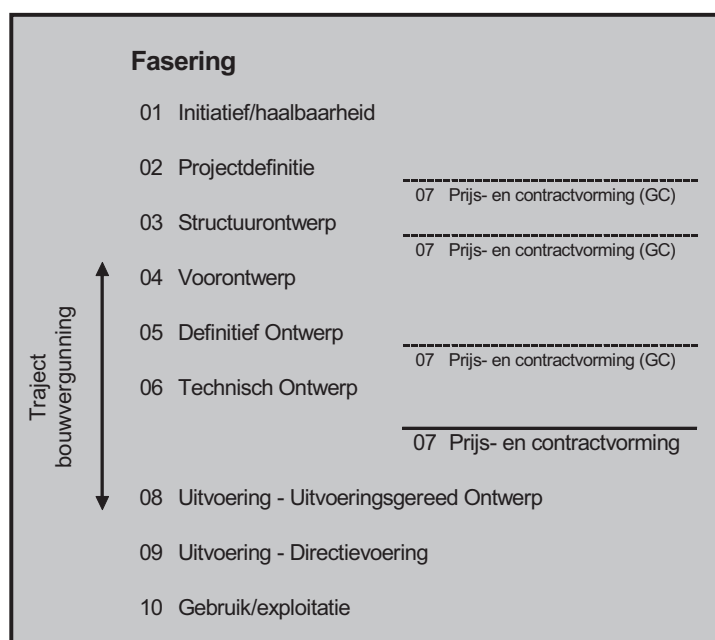 Fasering
01 Initiatief/haalbaarheid
02 Projectdefinitie
07 Prijs- en contractvorming (GC)
03 Structuurontwerp
07 Prijs- en contractvorming (GC)
04 Voorontwerp
05 Definitief Ontwerp
07 Prijs- en contractvorming (GC)
06 Technisch Ontwerp
07 Prijs- en contractvorming
08 Uitvoering - Uitvoeringsgereed Ontwerp
09 Uitvoering - Directievoering
10 Gebruik/exploitatie
Traject
bouwvergunning